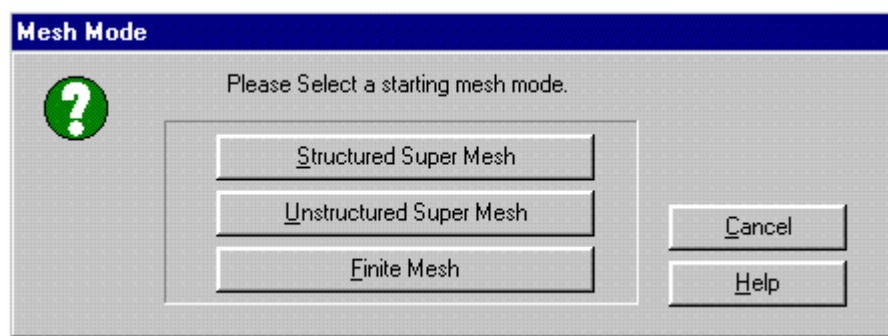 Mesh Mode
Please Select a starting mesh mode.
Structured Super Mesh
Unstructured Super Mesh
Finite Mesh
Cancel
Help